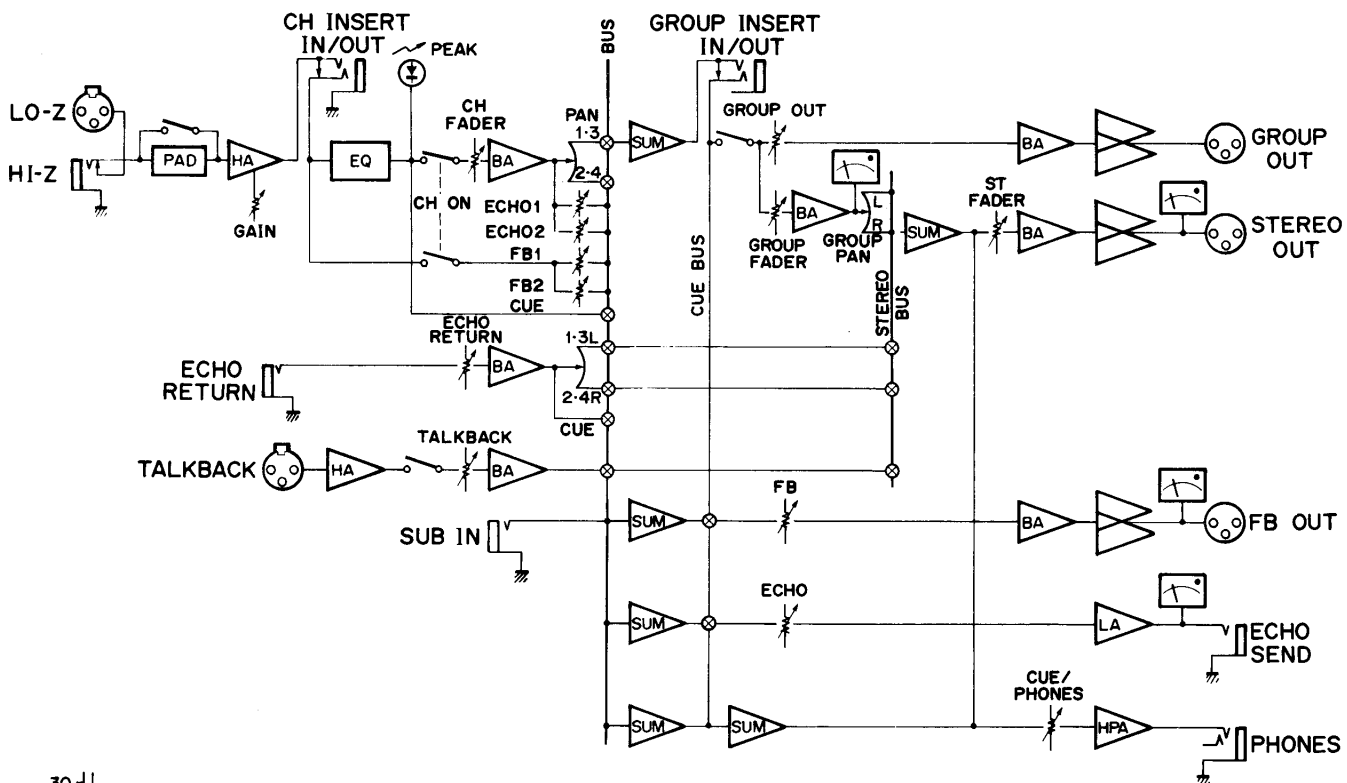 CH INSERT
IN/OUT
PEAK
BUS
GROUP INSERT
IN/OUT
LO-Z
HI-Z
PAD
HA
GAIN
EQ
CH
FADER
CH ON
BA
PAN
1·3
2·4
ECHO1
ECHO2
FB1
FB2
CUE
SUM
GROUP OUT
BA
GROUP
OUT
GROUP
FADER
BA
GROUP
PAN
L
R
CUE BUS
STEREO
BUS
SUM
ST
FADER
BA
STEREO
OUT
ECHO
RETURN
ECHO
RETURN
BA
1·3L
2·4R
CUE
TALKBACK
HA
TALKBACK
BA
SUB IN
SUM
FB
BA
FB OUT
SUM
ECHO
LA
ECHO
SEND
SUM
SUM
CUE/
PHONES
HPA
PHONES